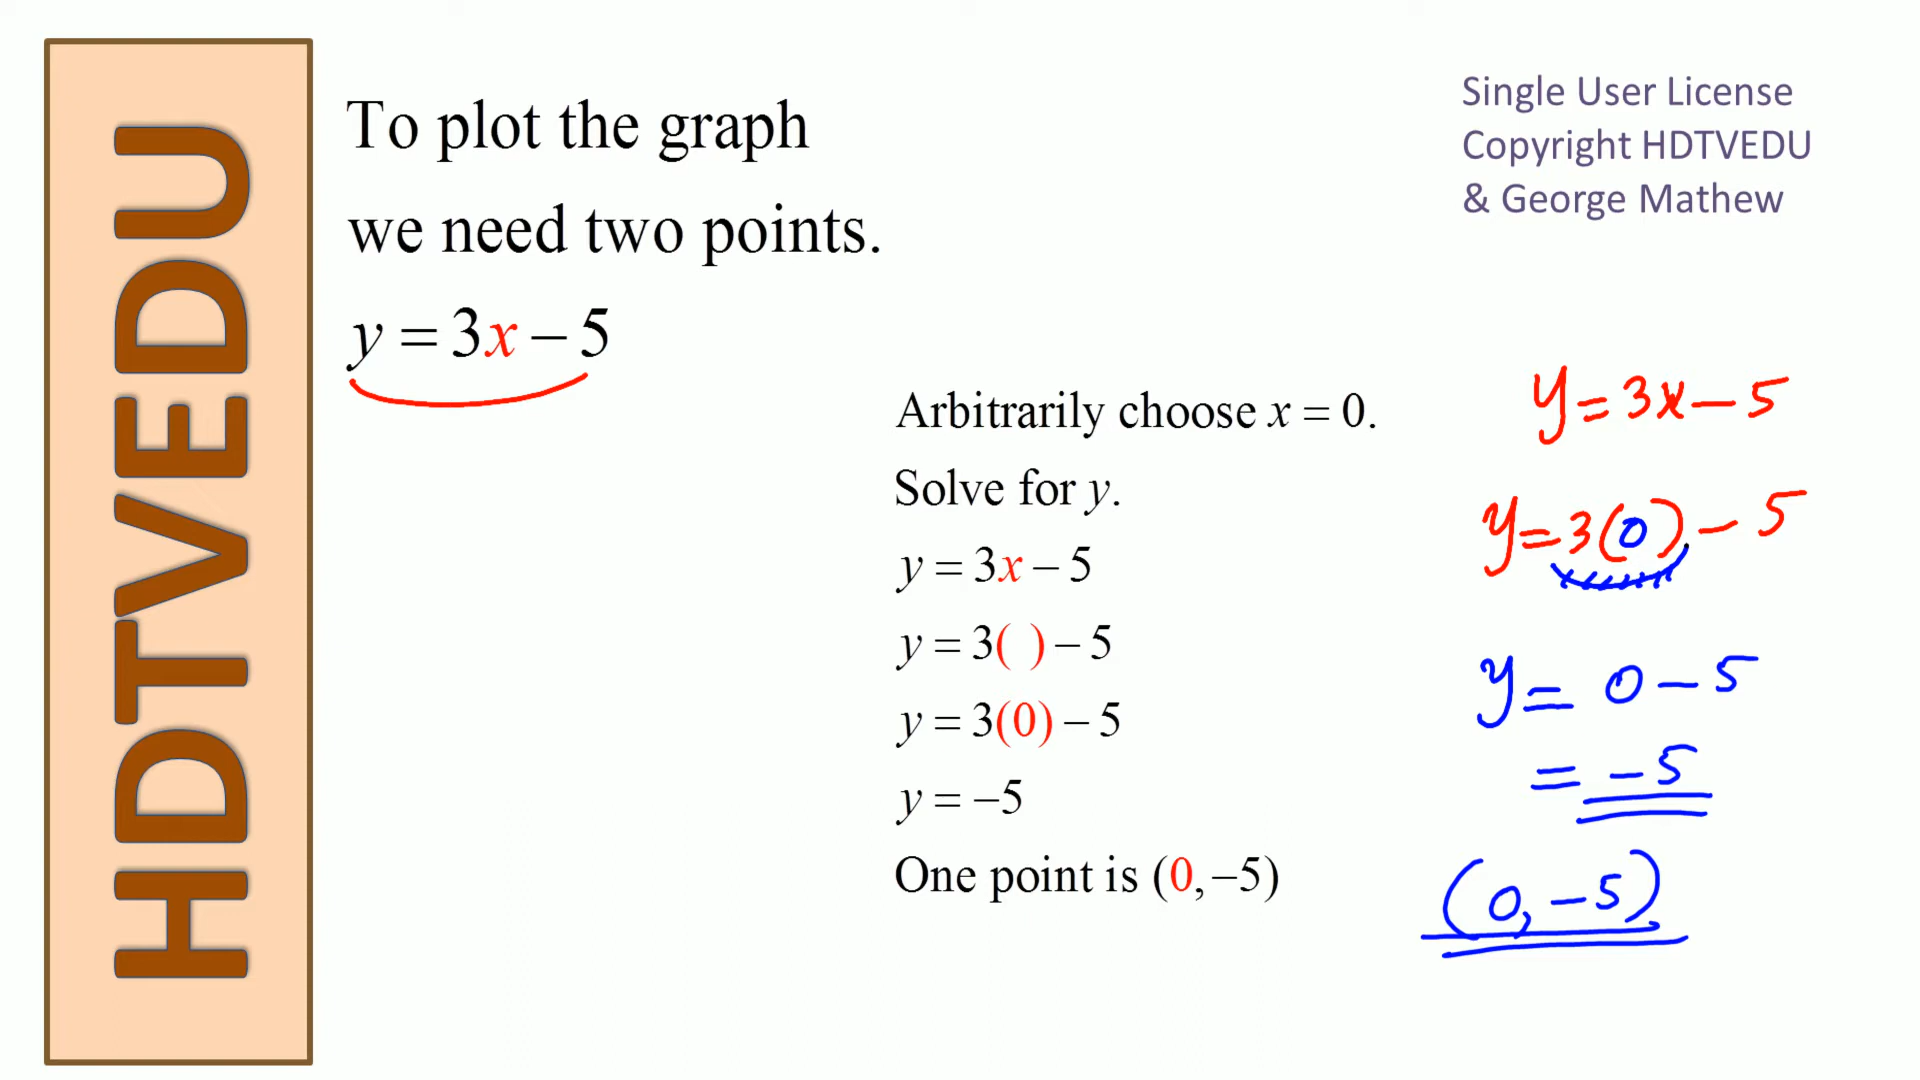 HDTVEDU
To plot the graph
we need two points.
y = 3x − 5
Single User License
Copyright HDTVEDU
& George Mathew
Arbitrarily choose x = 0.
Solve for y.
y = 3x − 5
y = 3( ) − 5
y = 3(0) − 5
y = −5
One point is (0, −5)
y = 3x − 5
y = 3(0) − 5
y = 0 − 5
= −5
(0, −5)